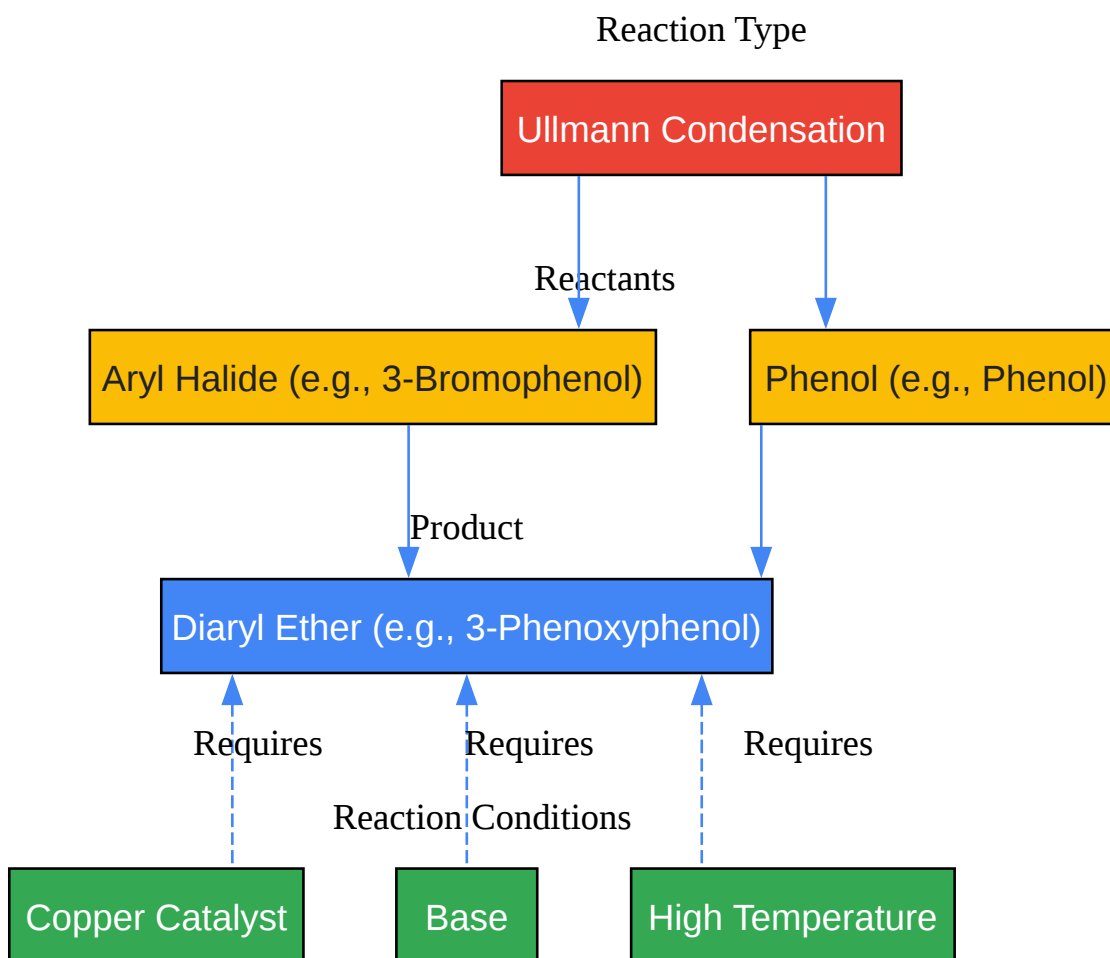 Reaction Type
Ullmann Condensation
Reactants
Aryl Halide (e.g., 3-Bromophenol)
Phenol (e.g., Phenol)
Product
Diaryl Ether (e.g., 3-Phenoxyphenol)
Requires
Requires
Requires
Reaction Conditions
Copper Catalyst
Base
High Temperature